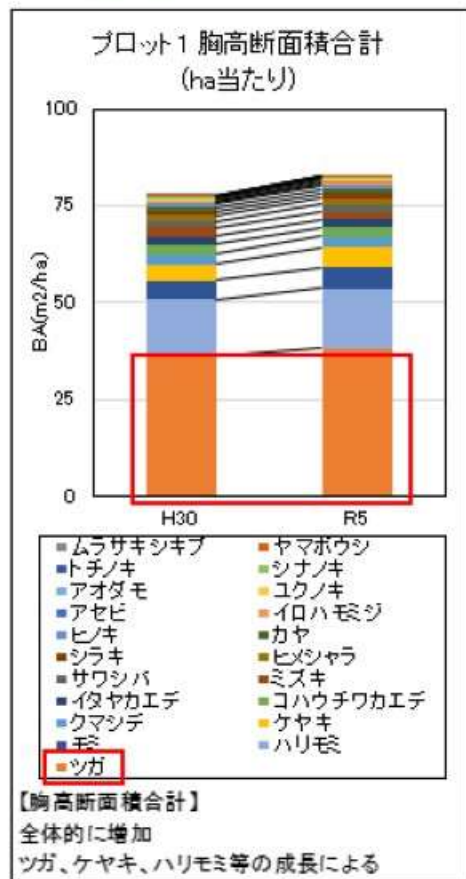 プロット1 胸高断面積合計
(ha当たり)
100
75
50
25
0
BA(m2/ha)
H30 R5
ムラサキシキブ ヤマボウシ
トチノキ シナノキ
アオダモ ユクノキ
アセビ イロハモミジ
ヒノキ カヤ
シラキ ヒメシャラ
サワシバ ミズキ
イタヤカエデ コハウチワカエデ
クマシデ ケヤキ
モミ ハリモミ
ツガ
【胸高断面積合計】
全体的に増加
ツガ、ケヤキ、ハリモミ等の成長による